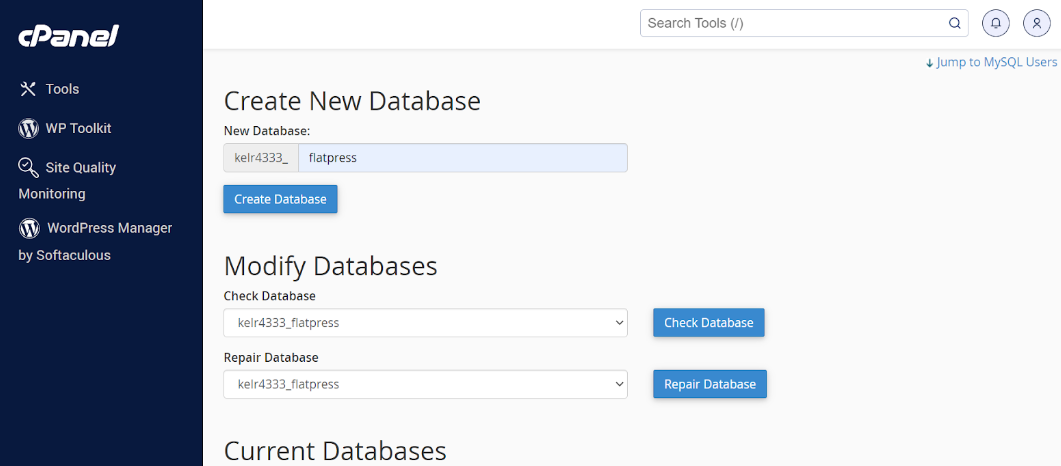 cPanel
Search Tools (/)
Jump to MySQL Users
Tools
WP Toolkit
Site Quality
Monitoring
WordPress Manager
by Softaculous
Create New Database
New Database:
kelr4333_ flatpress
Create Database
Modify Databases
Check Database
kelr4333_flatpress Check Database
Repair Database
kelr4333_flatpress Repair Database
Current Databases